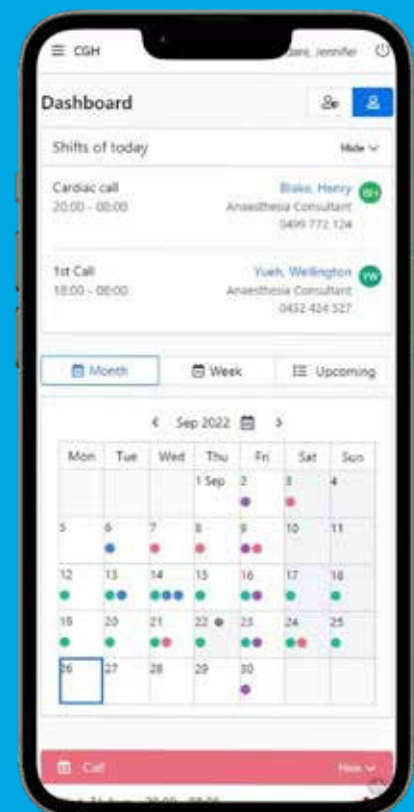 ≡ CGH
Jennifer
Dashboard
Shifts of today
Hide
Cardiac call
Blake, Henry
BH
20:00 - 08:00
Anaesthesia Consultant
0499 772 124
1st Call
Yueh, Wellington
YW
18:00 - 08:00
Anaesthesia Consultant
0432 424 527
Month
Week
Upcoming
Sep 2022
Mon Tue Wed Thu Fri Sat Sun
1 Sep 2 3 4
5 6 7 8 9 10 11
12 13 14 15 16 17 18
19 20 21 22 23 24 25
26 27 28 29 30
Call
Hide